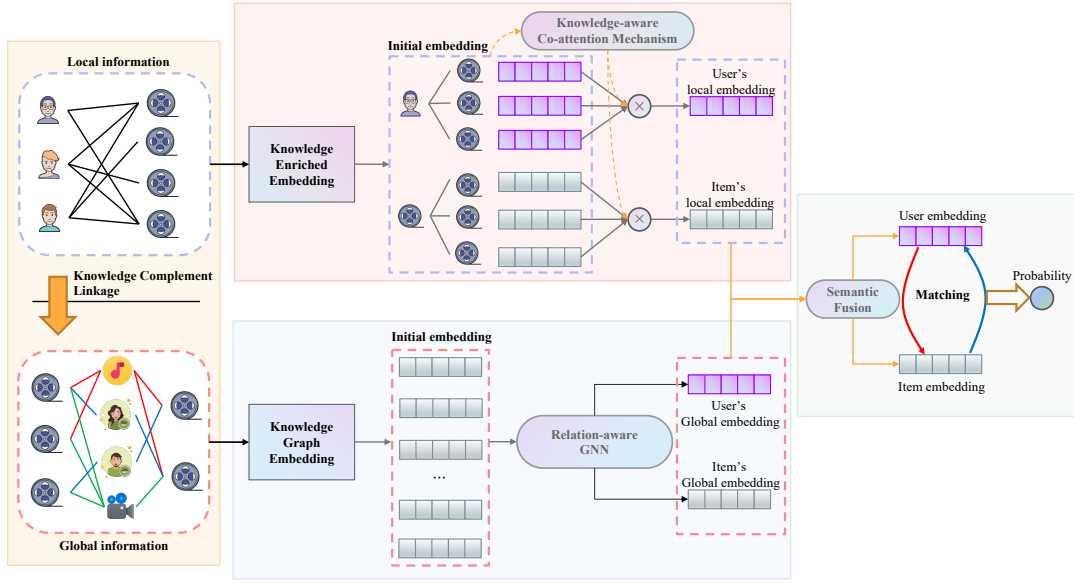 Local information
Knowledge Complement
Linkage
Global information
Knowledge
Enriched
Embedding
Initial embedding
Knowledge-aware
Co-attention Mechanism
User's
local embedding
Item's
local embedding
Knowledge
Graph
Embedding
Initial embedding
...
Relation-aware
GNN
User's
Global embedding
Item's
Global embedding
Semantic
Fusion
User embedding
Matching
Item embedding
Probability